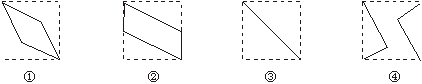 ① ② ③ ④